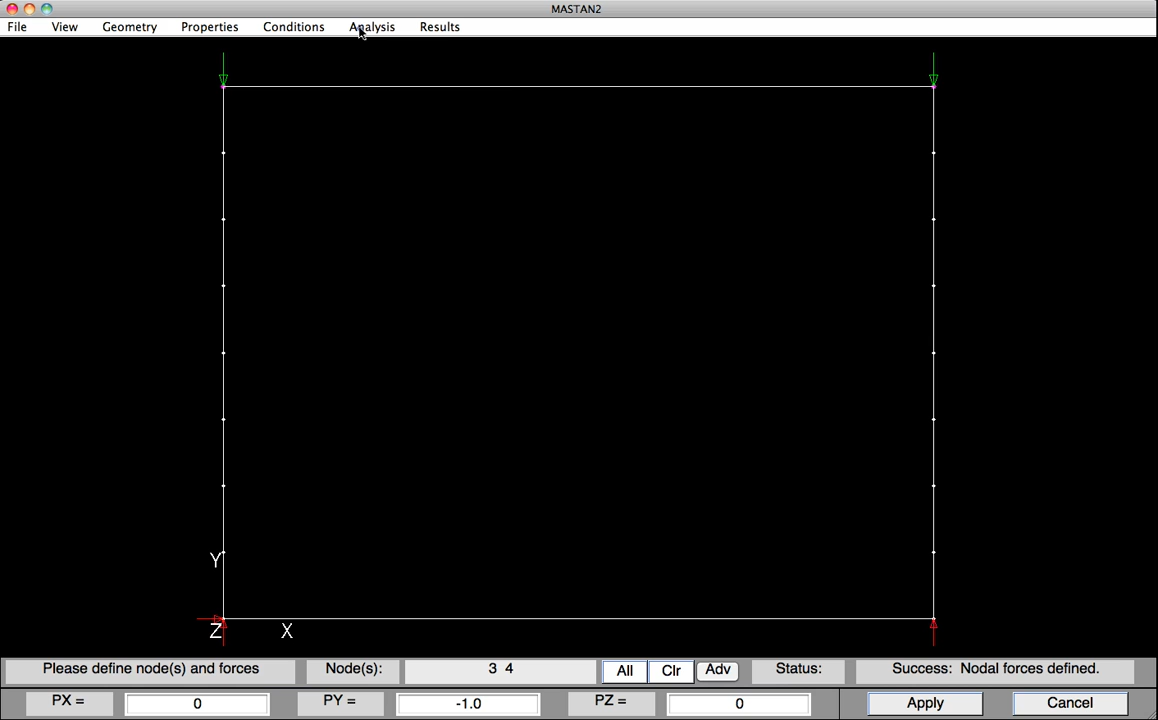 MASTAN2
File View Geometry Properties Conditions Analysis Results
Y
Z X
Please define node(s) and forces Node(s): 3 4 All Clr Adv Status: Success: Nodal forces defined.
PX = 0 PY = -1.0 PZ = 0 Apply Cancel